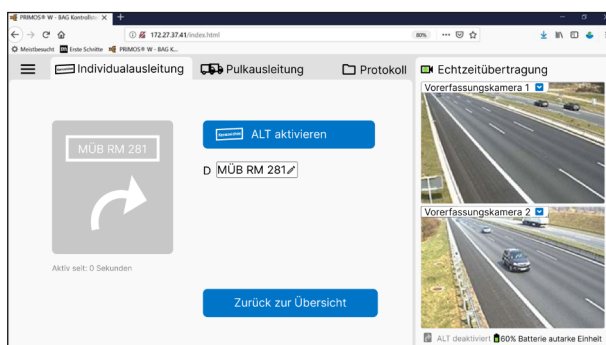 PRIMOS® W - BAG Kontrollstelle
172.27.37.41/index.html
80%
Meistbesucht
Erste Schritte
PRIMOS® W - BAG K...
Individualausleitung
Pulkausleitung
Protokoll
Echtzeitübertragung
Vorerfassungskamera 1
MÜB RM 281
Aktiv seit: 0 Sekunden
ALT aktivieren
D MÜB RM 281
Zurück zur Übersicht
Vorerfassungskamera 2
ALT deaktiviert 60% Batterie autarke Einheit